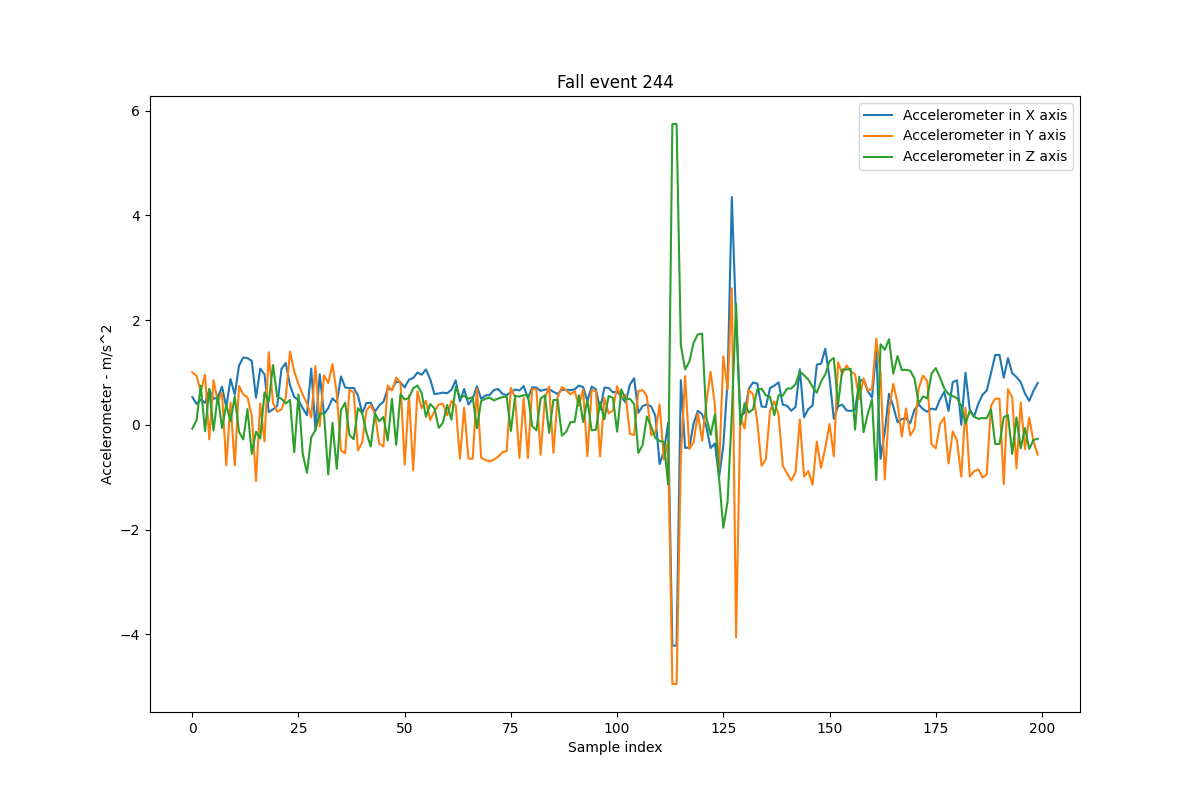 Fall event 244
Accelerometer in X axis
Accelerometer in Y axis
Accelerometer in Z axis
Accelerometer - m/s^2
6
4
2
0
−2
−4
0 25 50 75 100 125 150 175 200
Sample index